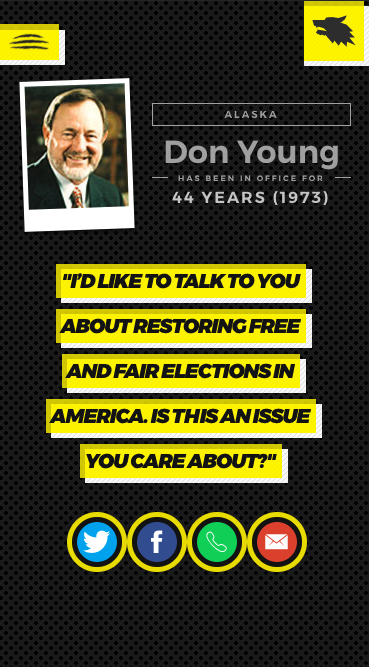 ALASKA
Don Young
HAS BEEN IN OFFICE FOR
44 YEARS (1973)
"I'D LIKE TO TALK TO YOU
ABOUT RESTORING FREE
AND FAIR ELECTIONS IN
AMERICA. IS THIS AN ISSUE
YOU CARE ABOUT?"